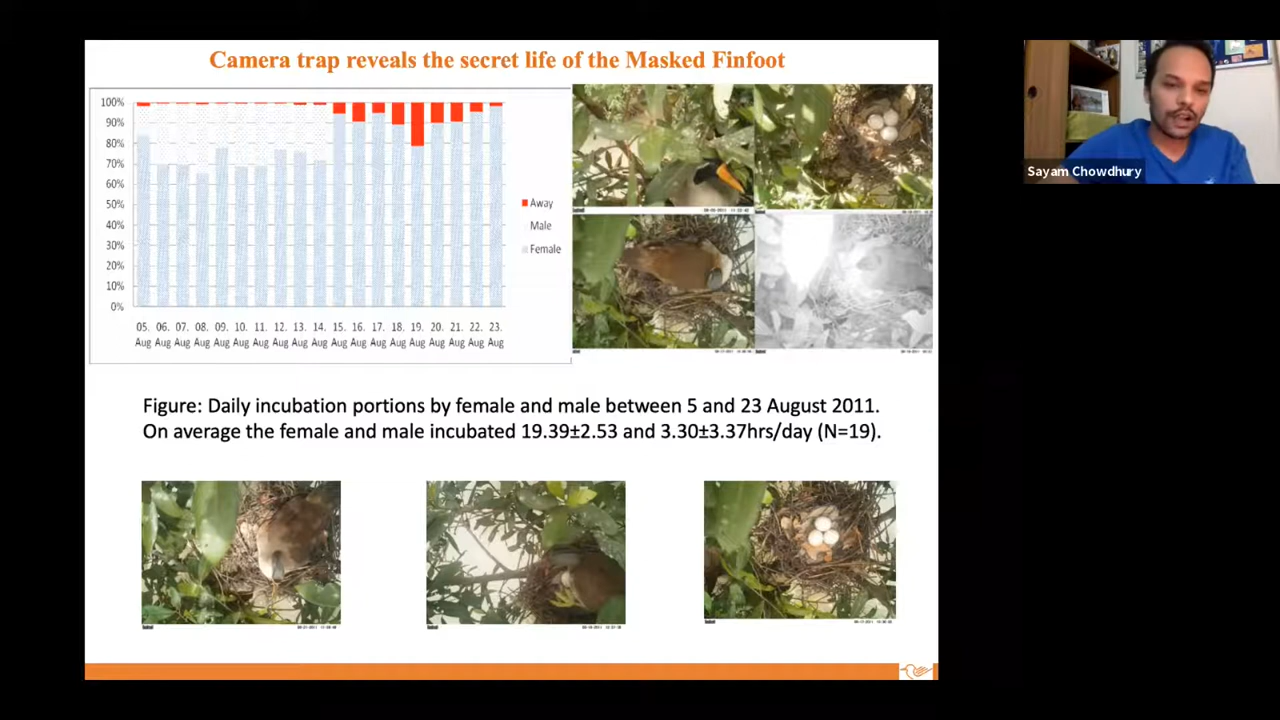 Camera trap reveals the secret life of the Masked Finfoot
100%
90%
80%
70%
60%
50%
40%
30%
20%
10%
0%
05. 06. 07. 08. 09. 10. 11. 12. 13. 14. 15. 16. 17. 18. 19. 20. 21. 22. 23.
Aug Aug Aug Aug Aug Aug Aug Aug Aug Aug Aug Aug Aug Aug Aug Aug Aug Aug Aug
Away
Male
Female
Sayam Chowdhury
Figure: Daily incubation portions by female and male between 5 and 23 August 2011.
On average the female and male incubated 19.39±2.53 and 3.30±3.37hrs/day (N=19).